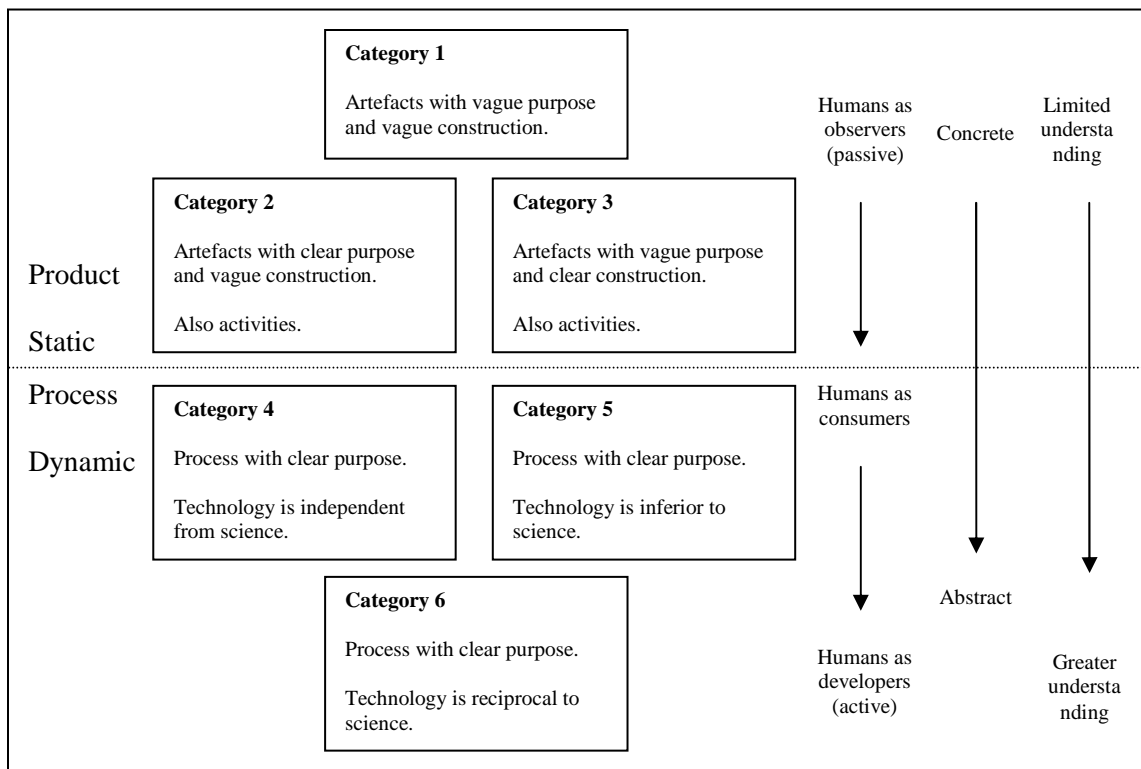 Category 1
Artefacts with vague purpose
and vague construction.
Humans as
observers
(passive)
Concrete
Limited
understa
nding
Product
Static
Category 2
Artefacts with clear purpose
and vague construction.
Also activities.
Category 3
Artefacts with vague purpose
and clear construction.
Also activities.
Process
Dynamic
Category 4
Process with clear purpose.
Technology is independent
from science.
Category 5
Process with clear purpose.
Technology is inferior to
science.
Humans as
consumers
Category 6
Process with clear purpose.
Technology is reciprocal to
science.
Humans as
developers
(active)
Abstract
Greater
understa
nding